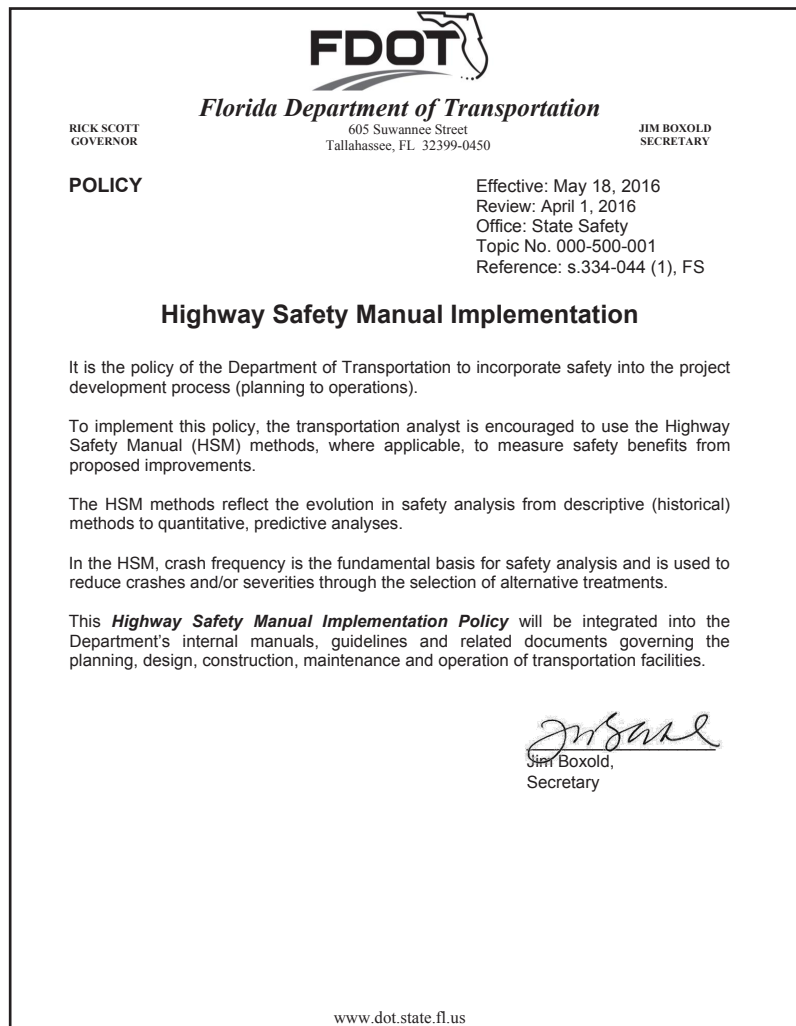 FDOT
Florida Department of Transportation
RICK SCOTT
GOVERNOR
605 Suwannee Street
Tallahassee, FL 32399-0450
JIM BOXOLD
SECRETARY
POLICY
Effective: May 18, 2016
Review: April 1, 2016
Office: State Safety
Topic No. 000-500-001
Reference: s.334-044 (1), FS
Highway Safety Manual Implementation
It is the policy of the Department of Transportation to incorporate safety into the project
development process (planning to operations).
To implement this policy, the transportation analyst is encouraged to use the Highway
Safety Manual (HSM) methods, where applicable, to measure safety benefits from
proposed improvements.
The HSM methods reflect the evolution in safety analysis from descriptive (historical)
methods to quantitative, predictive analyses.
In the HSM, crash frequency is the fundamental basis for safety analysis and is used to
reduce crashes and/or severities through the selection of alternative treatments.
This Highway Safety Manual Implementation Policy will be integrated into the
Department's internal manuals, guidelines and related documents governing the
planning, design, construction, maintenance and operation of transportation facilities.
Jim Boxold,
Secretary
www.dot.state.fl.us